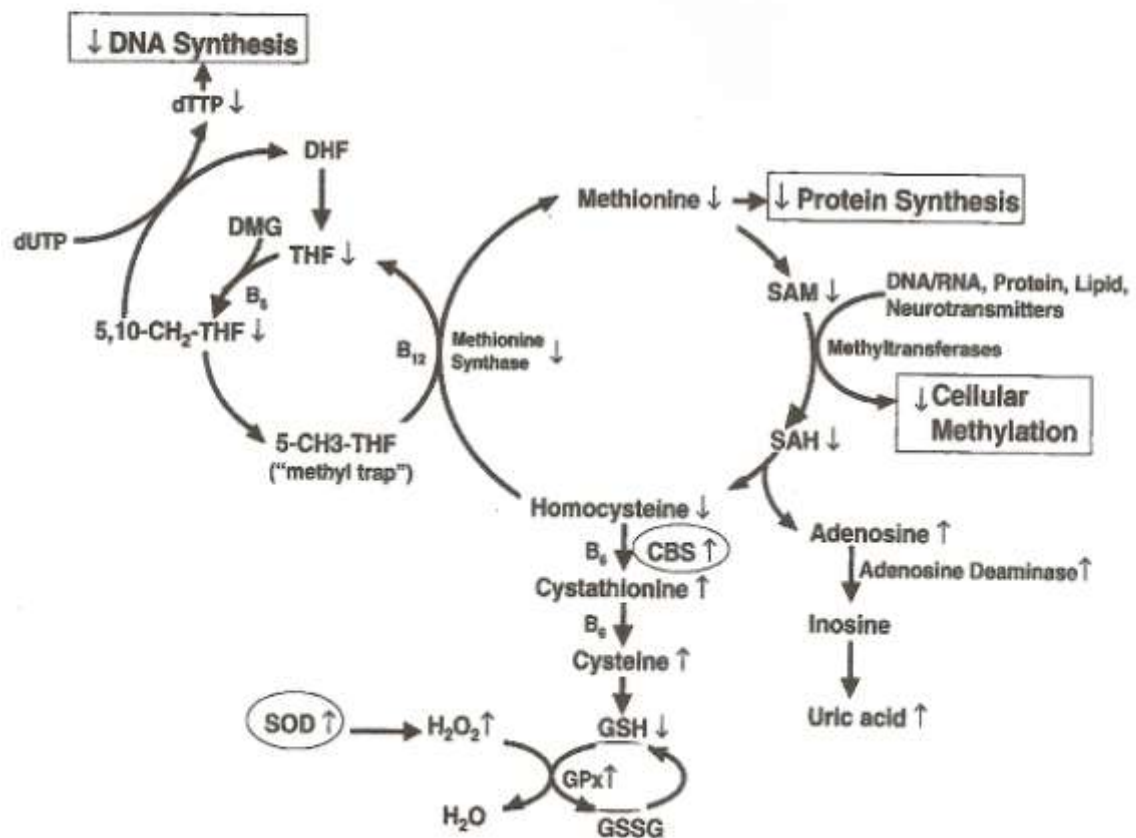 ↓ DNA Synthesis
dTTP ↓
DHF
Methionine ↓
↓ Protein Synthesis
dUTP
DMG
THF ↓
B₆
5,10-CH₂-THF ↓
SAM ↓
DNA/RNA, Protein, Lipid,
Neurotransmitters
B₁₂
Methionine
Synthase ↓
Methyltransferases
↓ Cellular
Methylation
5-CH3-THF
("methyl trap")
SAH ↓
Homocysteine ↓
B₆
CBS ↑
Adenosine ↑
Adenosine Deaminase ↑
Cystathionine ↑
B₆
Inosine
Cysteine ↑
Uric acid ↑
SOD ↑
H₂O₂ ↑
GSH ↓
GPx ↑
H₂O
GSSG